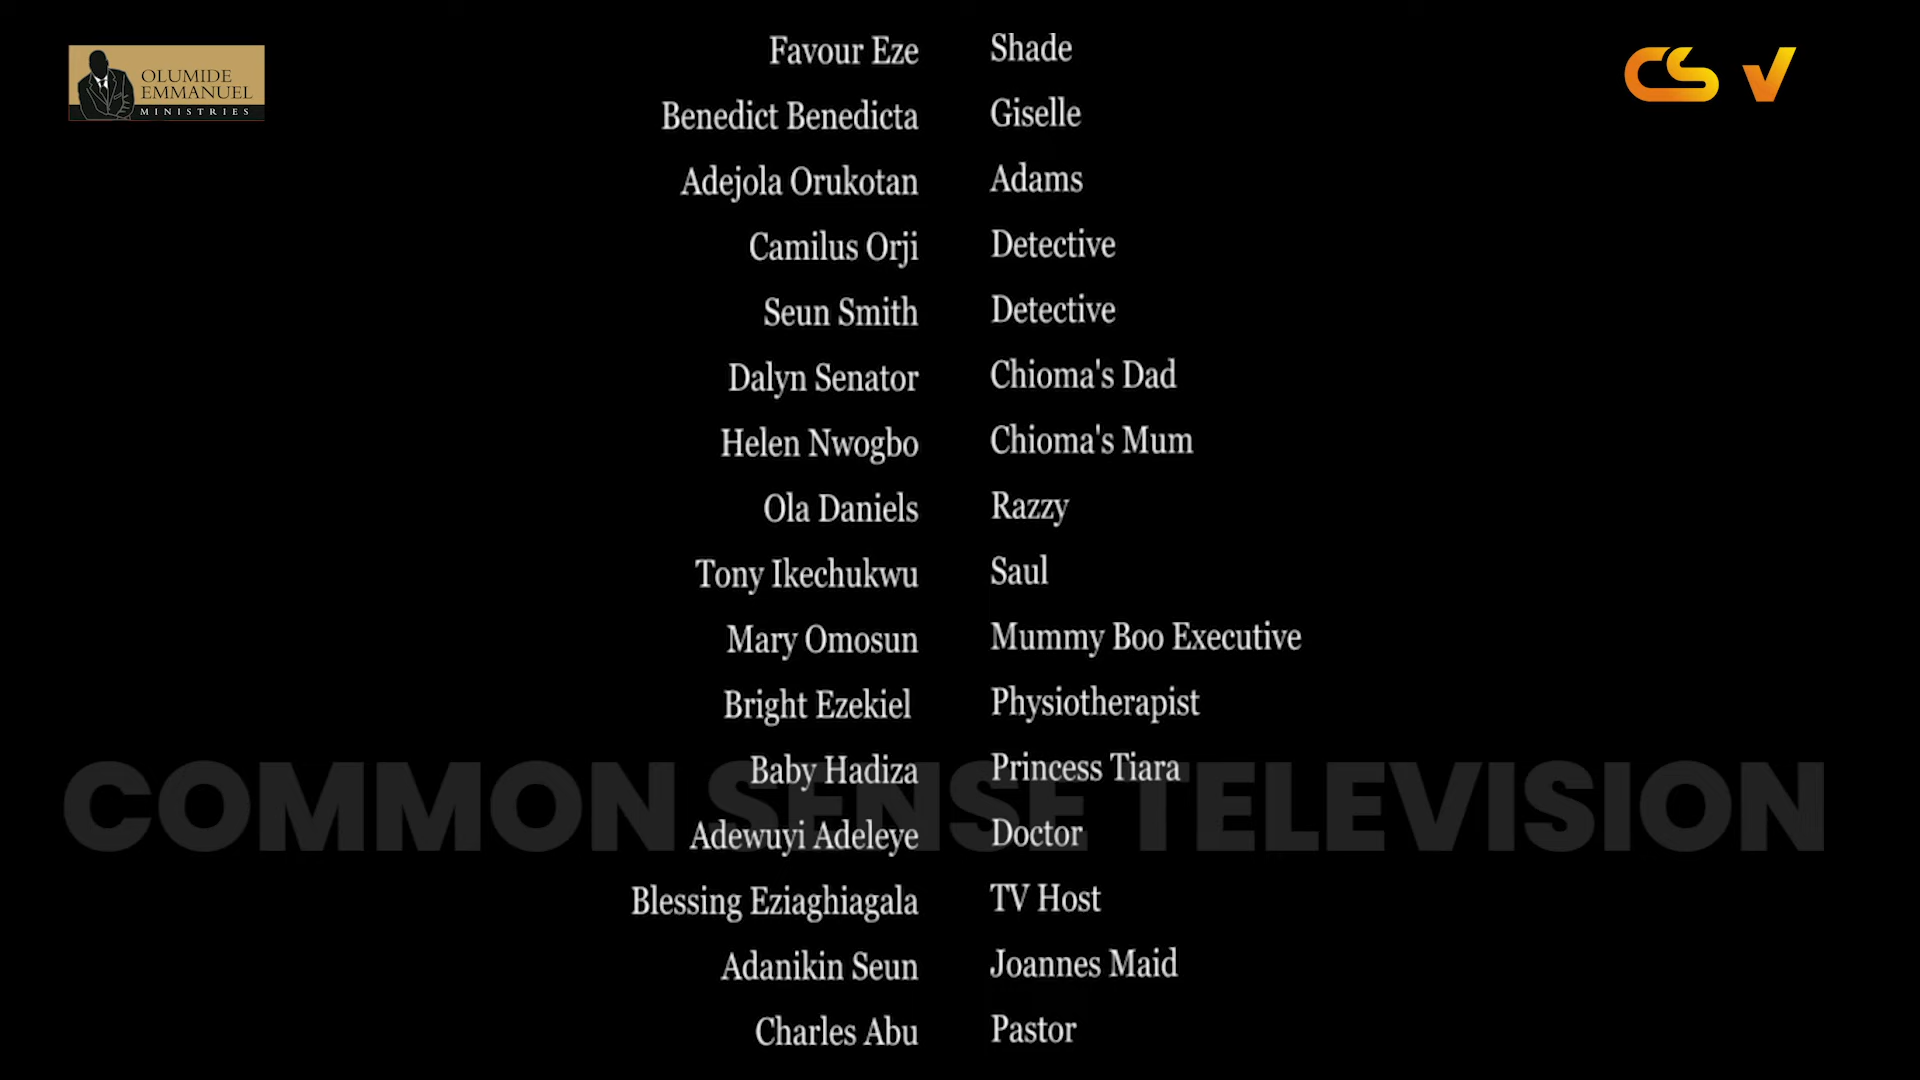 OLUMIDE
EMMANUEL
MINISTRIES
CS
Favour Eze Shade
Benedict Benedicta Giselle
Adejola Orukotan Adams
Camilus Orji Detective
Seun Smith Detective
Dalyn Senator Chioma's Dad
Helen Nwogbo Chioma's Mum
Ola Daniels Razzy
Tony Ikechukwu Saul
Mary Omosun Mummy Boo Executive
Bright Ezekiel Physiotherapist
Baby Hadiza Princess Tiara
COMMON SENSE TELEVISION
Adewuyi Adeleye Doctor
Blessing Eziaghiagala TV Host
Adanikin Seun Joannes Maid
Charles Abu Pastor